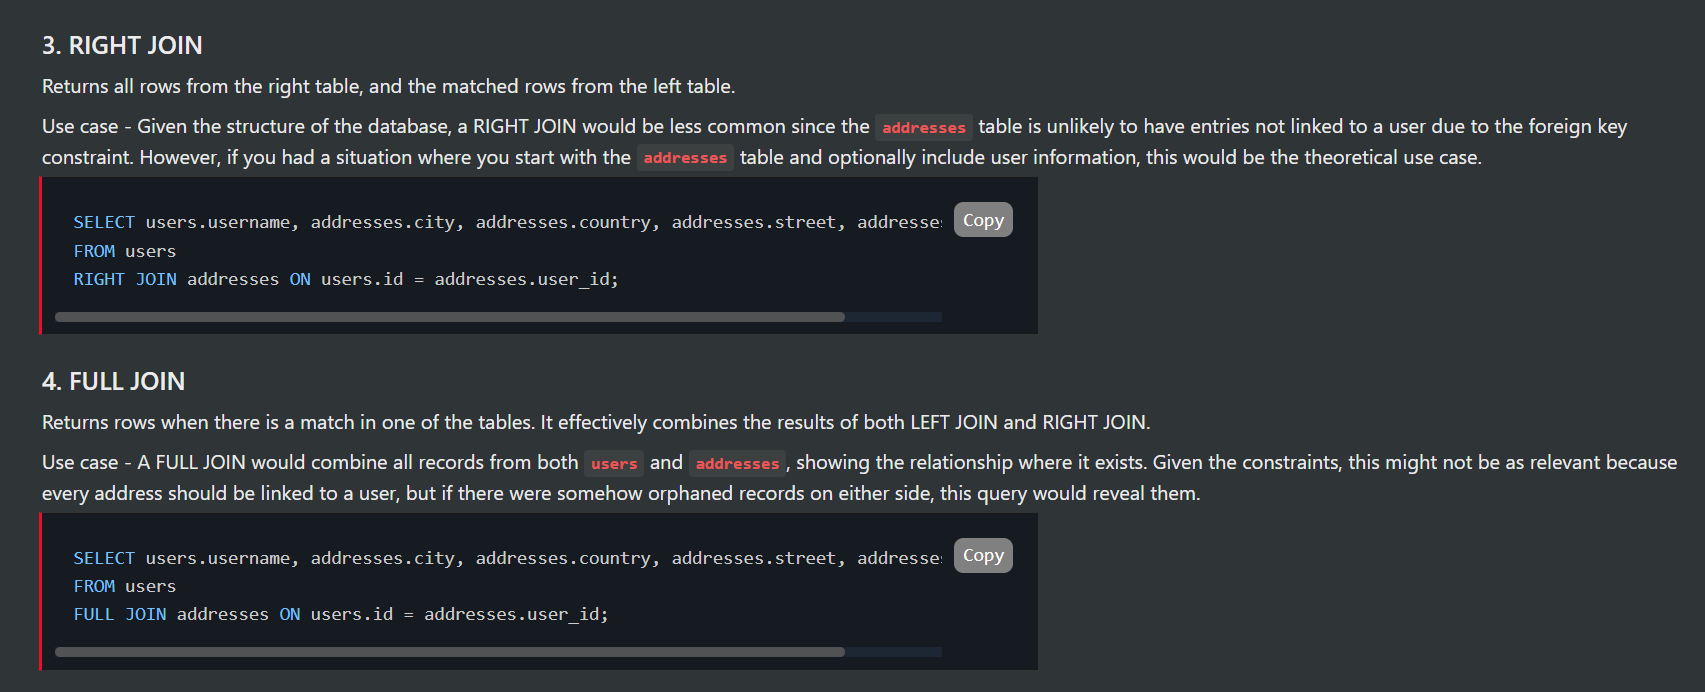 3. RIGHT JOIN
Returns all rows from the right table, and the matched rows from the left table.
Use case - Given the structure of the database, a RIGHT JOIN would be less common since the addresses table is unlikely to have entries not linked to a user due to the foreign key
constraint. However, if you had a situation where you start with the addresses table and optionally include user information, this would be the theoretical use case.
SELECT users.username, addresses.city, addresses.country, addresses.street, addresses
Copy
FROM users
RIGHT JOIN addresses ON users.id = addresses.user_id;
4. FULL JOIN
Returns rows when there is a match in one of the tables. It effectively combines the results of both LEFT JOIN and RIGHT JOIN.
Use case - A FULL JOIN would combine all records from both users and addresses, showing the relationship where it exists. Given the constraints, this might not be as relevant because
every address should be linked to a user, but if there were somehow orphaned records on either side, this query would reveal them.
SELECT users.username, addresses.city, addresses.country, addresses.street, addresses
Copy
FROM users
FULL JOIN addresses ON users.id = addresses.user_id;